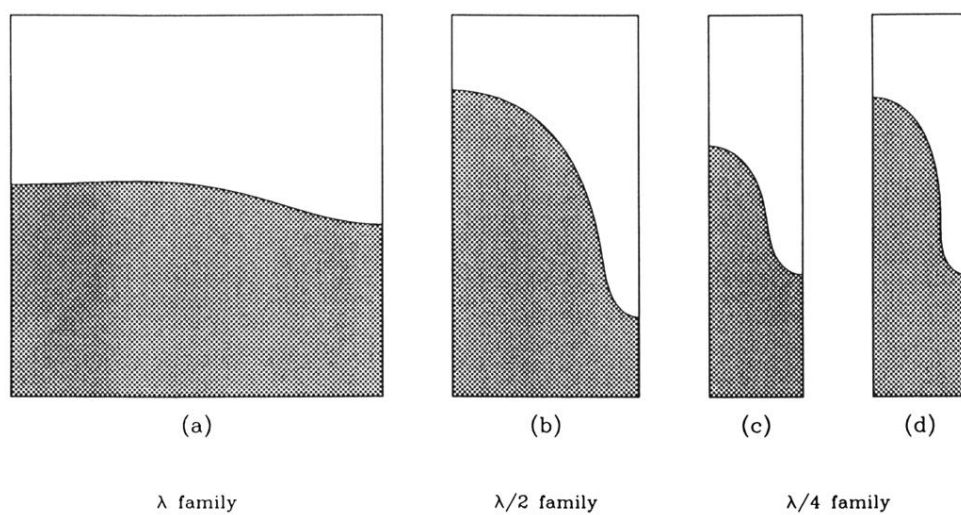 (a) (b) (c) (d)
λ family λ/2 family λ/4 family